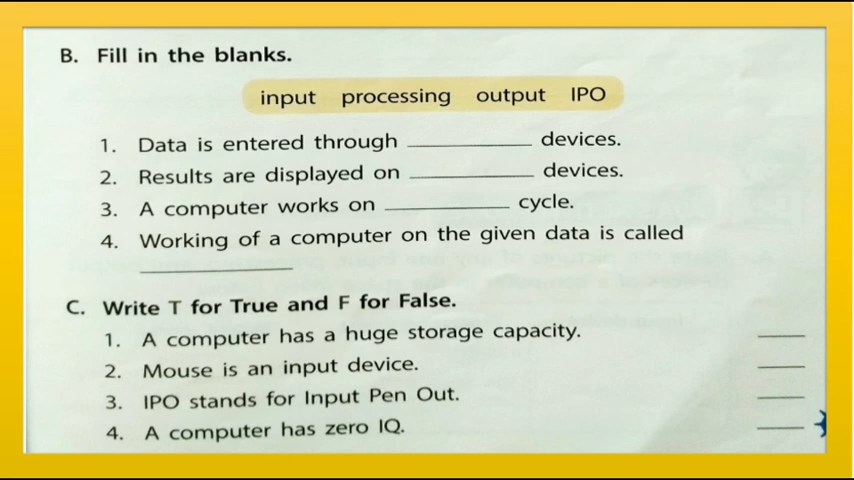 B. Fill in the blanks.
input processing output IPO
1. Data is entered through __________ devices.
2. Results are displayed on __________ devices.
3. A computer works on __________ cycle.
4. Working of a computer on the given data is called
__________
C. Write T for True and F for False.
1. A computer has a huge storage capacity. ____
2. Mouse is an input device. ____
3. IPO stands for Input Pen Out. ____
4. A computer has zero IQ. ____